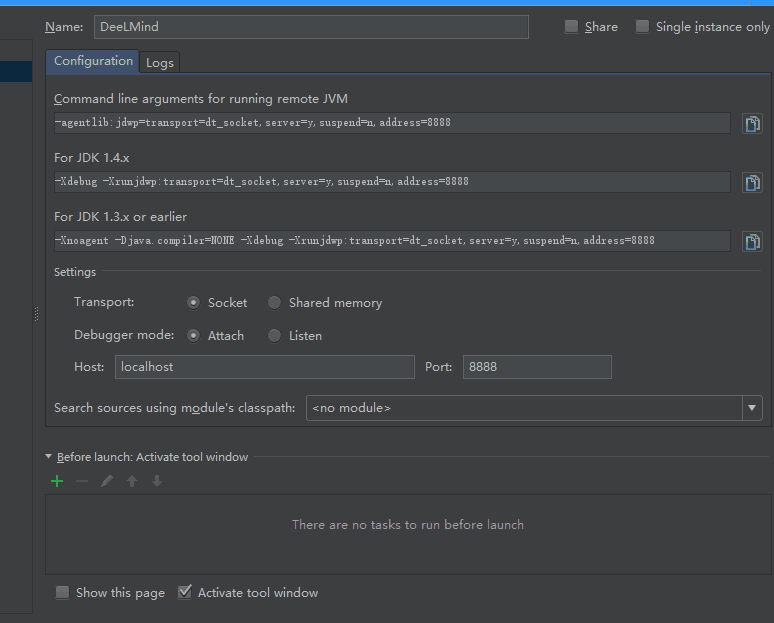 Name: DeeLMind Share Single instance only
Configuration Logs
Command line arguments for running remote JVM
-agentlib:jdwp=transport=dt_socket,server=y,suspend=n,address=8888
For JDK 1.4.x
-Xdebug -Xrunjdwp:transport=dt_socket,server=y,suspend=n,address=8888
For JDK 1.3.x or earlier
-Xnoagent -Djava.compiler=NONE -Xdebug -Xrunjdwp:transport=dt_socket,server=y,suspend=n,address=8888
Settings
Transport: Socket Shared memory
Debugger mode: Attach Listen
Host: localhost Port: 8888
Search sources using module's classpath: <no module>
Before launch: Activate tool window
There are no tasks to run before launch
Show this page Activate tool window